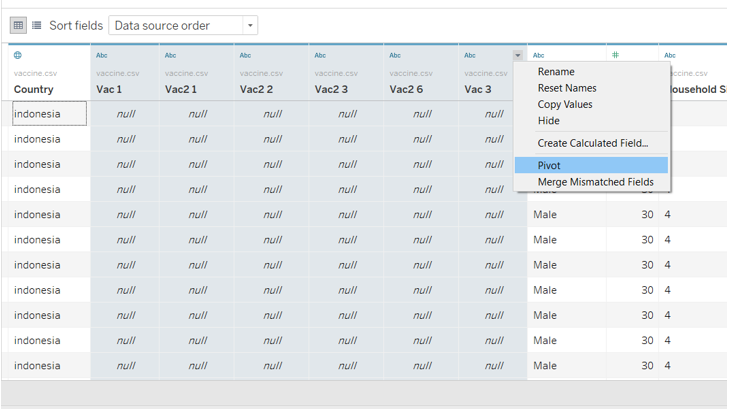 Sort fields Data source order
Abc Abc Abc Abc Abc Abc Abc # Abc
vaccine.csv vaccine.csv vaccine.csv vaccine.csv vaccine.csv vaccine.csv vaccine.csv
Country Vac 1 Vac2 1 Vac2 2 Vac2 3 Vac2 6 Vac 3
Rename
Reset Names
Copy Values
Hide
Create Calculated Field...
Pivot
Merge Mismatched Fields
indonesia null null null null null null
indonesia null null null null null null
indonesia null null null null null null
indonesia null null null null null null
indonesia null null null null null null Male 30 4
indonesia null null null null null null Male 30 4
indonesia null null null null null null Male 30 4
indonesia null null null null null null Male 30 4
indonesia null null null null null null Male 30 4
indonesia null null null null null null Male 30 4
indonesia null null null null null null Male 30 4